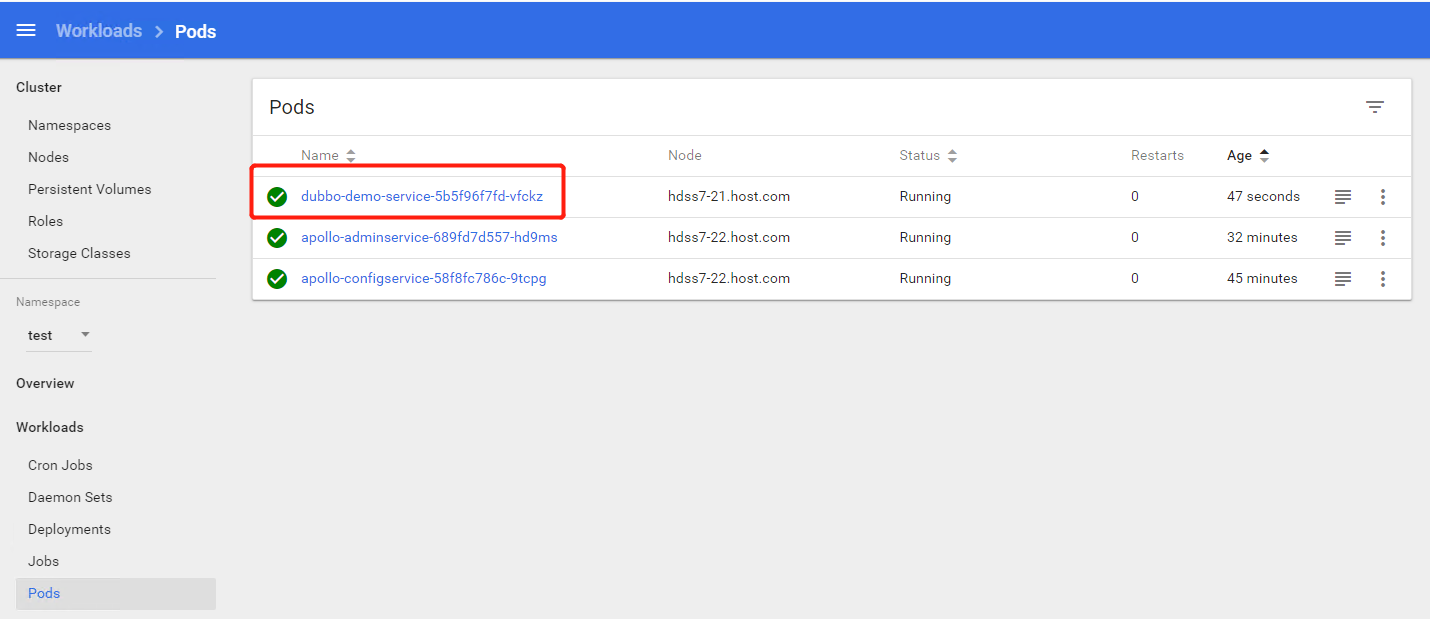 Workloads > Pods
Cluster
Namespaces
Nodes
Persistent Volumes
Roles
Storage Classes
Namespace
test
Overview
Workloads
Cron Jobs
Daemon Sets
Deployments
Jobs
Pods
Pods
Name Node Status Restarts Age
dubbo-demo-service-5b5f96f7fd-vfckz hdss7-21.host.com Running 0 47 seconds
apollo-adminservice-689fd7d557-hd9ms hdss7-22.host.com Running 0 32 minutes
apollo-configservice-58f8fc786c-9tcpg hdss7-22.host.com Running 0 45 minutes